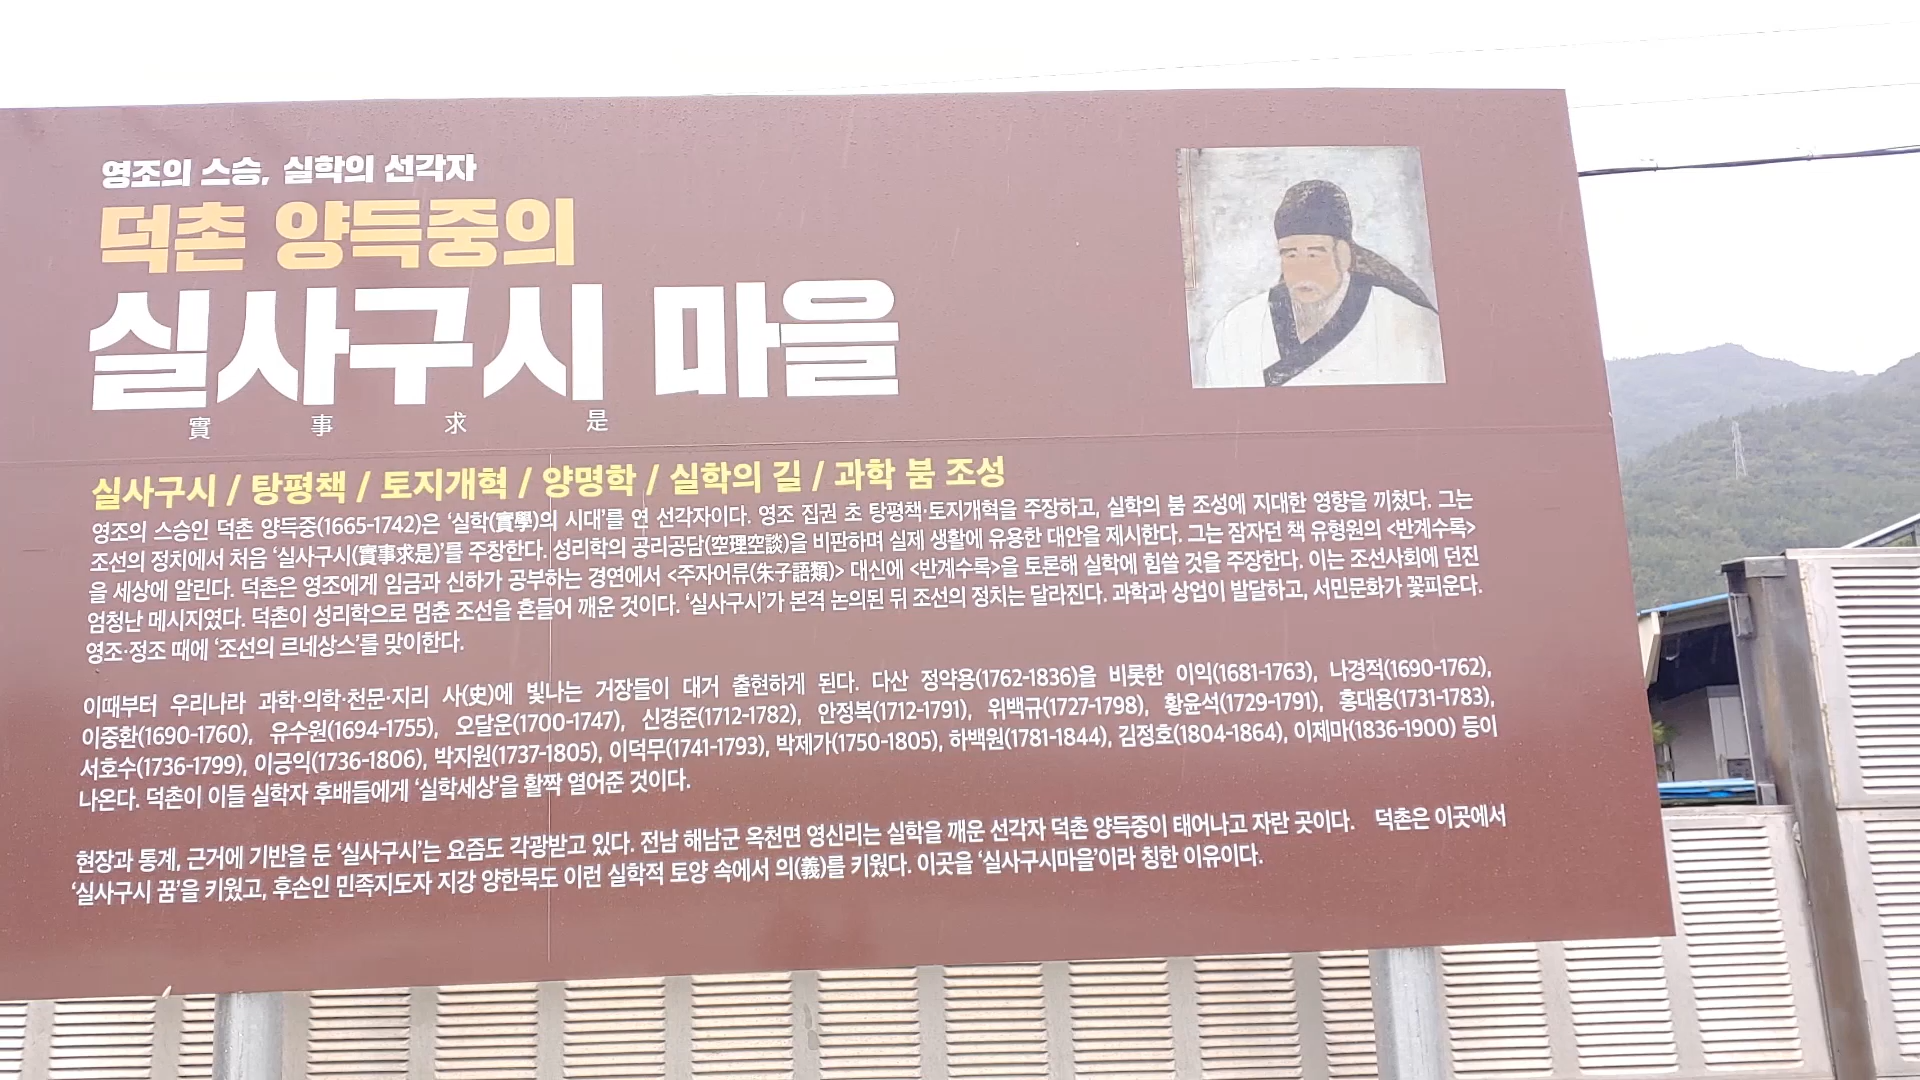 영조의 스승, 실학의 선각자
덕촌 양득중의
실사구시 마을
實 事 求 是
실사구시 / 탕평책 / 토지개혁 / 양명학 / 실학의 길 / 과학 붐 조성
영조의 스승인 덕촌 양득중(1665-1742)은 ‘실학(實學)의 시대’를 연 선각자이다. 영조 집권 초 탕평책·토지개혁을 주장하고, 실학의 붐 조성에 지대한 영향을 끼쳤다. 그는
조선의 정치에서 처음 ‘실사구시(實事求是)’를 주창한다. 성리학의 공리공담(空理空談)을 비판하며 실제 생활에 유용한 대안을 제시한다. 그는 잠자던 책 유형원의 <반계수록>
을 세상에 알린다. 덕촌은 영조에게 임금과 신하가 공부하는 경연에서 <주자어류(朱子語類)> 대신에 <반계수록>을 토론해 실학에 힘쓸 것을 주장한다. 이는 조선사회에 던진
엄청난 메시지였다. 덕촌이 성리학으로 멈춘 조선을 흔들어 깨운 것이다. ‘실사구시’가 본격 논의된 뒤 조선의 정치는 달라진다. 과학과 상업이 발달하고, 서민문화가 꽃피운다.
영조·정조 때에 ‘조선의 르네상스’를 맞이한다.
이때부터 우리나라 과학·의학·천문·지리 사(史)에 빛나는 거장들이 대거 출현하게 된다. 다산 정약용(1762-1836)을 비롯한 이익(1681-1763), 나경적(1690-1762),
이중환(1690-1760), 유수원(1694-1755), 오달운(1700-1747), 신경준(1712-1782), 안정복(1712-1791), 위백규(1727-1798), 황윤석(1729-1791), 홍대용(1731-1783),
서호수(1736-1799), 이긍익(1736-1806), 박지원(1737-1805), 이덕무(1741-1793), 박제가(1750-1805), 하백원(1781-1844), 김정호(1804-1864), 이제마(1836-1900) 등이
나온다. 덕촌이 이들 실학자 후배들에게 ‘실학세상’을 활짝 열어준 것이다.
현장과 통계, 근거에 기반을 둔 ‘실사구시’는 요즘도 각광받고 있다. 전남 해남군 옥천면 영신리는 실학을 깨운 선각자 덕촌 양득중이 태어나고 자란 곳이다. 덕촌은 이곳에서
‘실사구시 꿈’을 키웠고, 후손인 민족지도자 지강 양한묵도 이런 실학적 토양 속에서 의(義)를 키웠다. 이곳을 ‘실사구시마을’이라 칭한 이유이다.